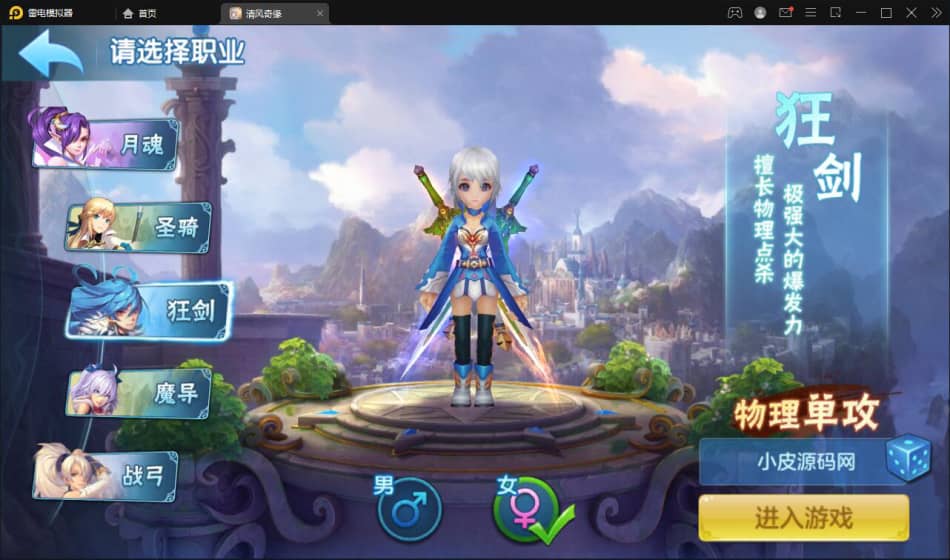 雷电模拟器
首页
清风奇缘
请选择职业
月魂
圣骑
狂剑
魔导
战弓
狂剑
擅长物理点杀
极强大的爆发力
物理单攻
小皮源码网
进入游戏
男
女